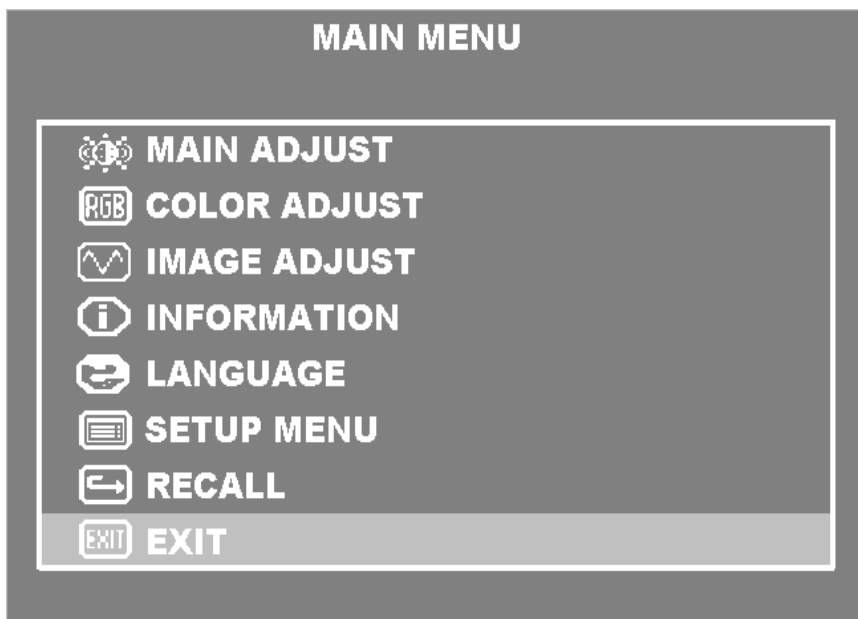 MAIN MENU
MAIN ADJUST
RGB COLOR ADJUST
IMAGE ADJUST
i INFORMATION
LANGUAGE
SETUP MENU
RECALL
EXIT EXIT